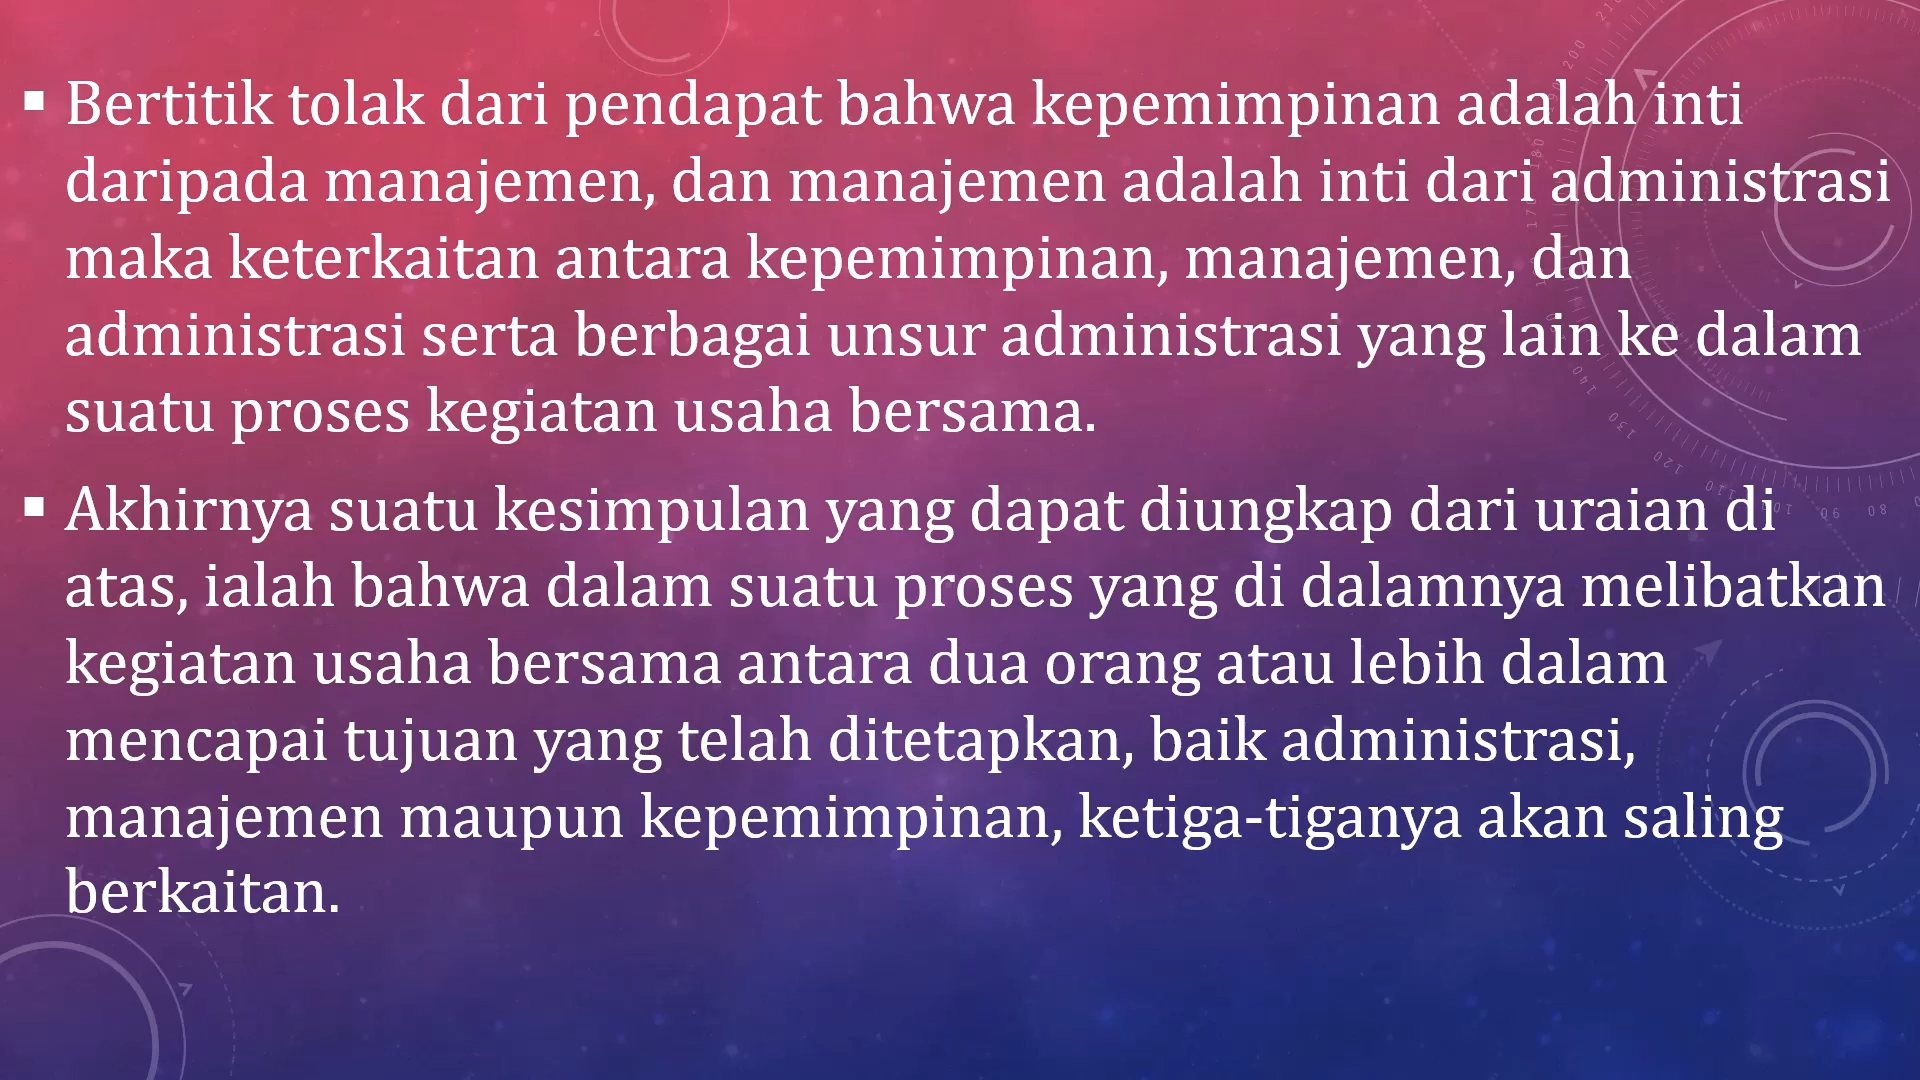 ▪ Bertitik tolak dari pendapat bahwa kepemimpinan adalah inti
daripada manajemen, dan manajemen adalah inti dari administrasi
maka keterkaitan antara kepemimpinan, manajemen, dan
administrasi serta berbagai unsur administrasi yang lain ke dalam
suatu proses kegiatan usaha bersama.
▪ Akhirnya suatu kesimpulan yang dapat diungkap dari uraian di
atas, ialah bahwa dalam suatu proses yang di dalamnya melibatkan
kegiatan usaha bersama antara dua orang atau lebih dalam
mencapai tujuan yang telah ditetapkan, baik administrasi,
manajemen maupun kepemimpinan, ketiga-tiganya akan saling
berkaitan.